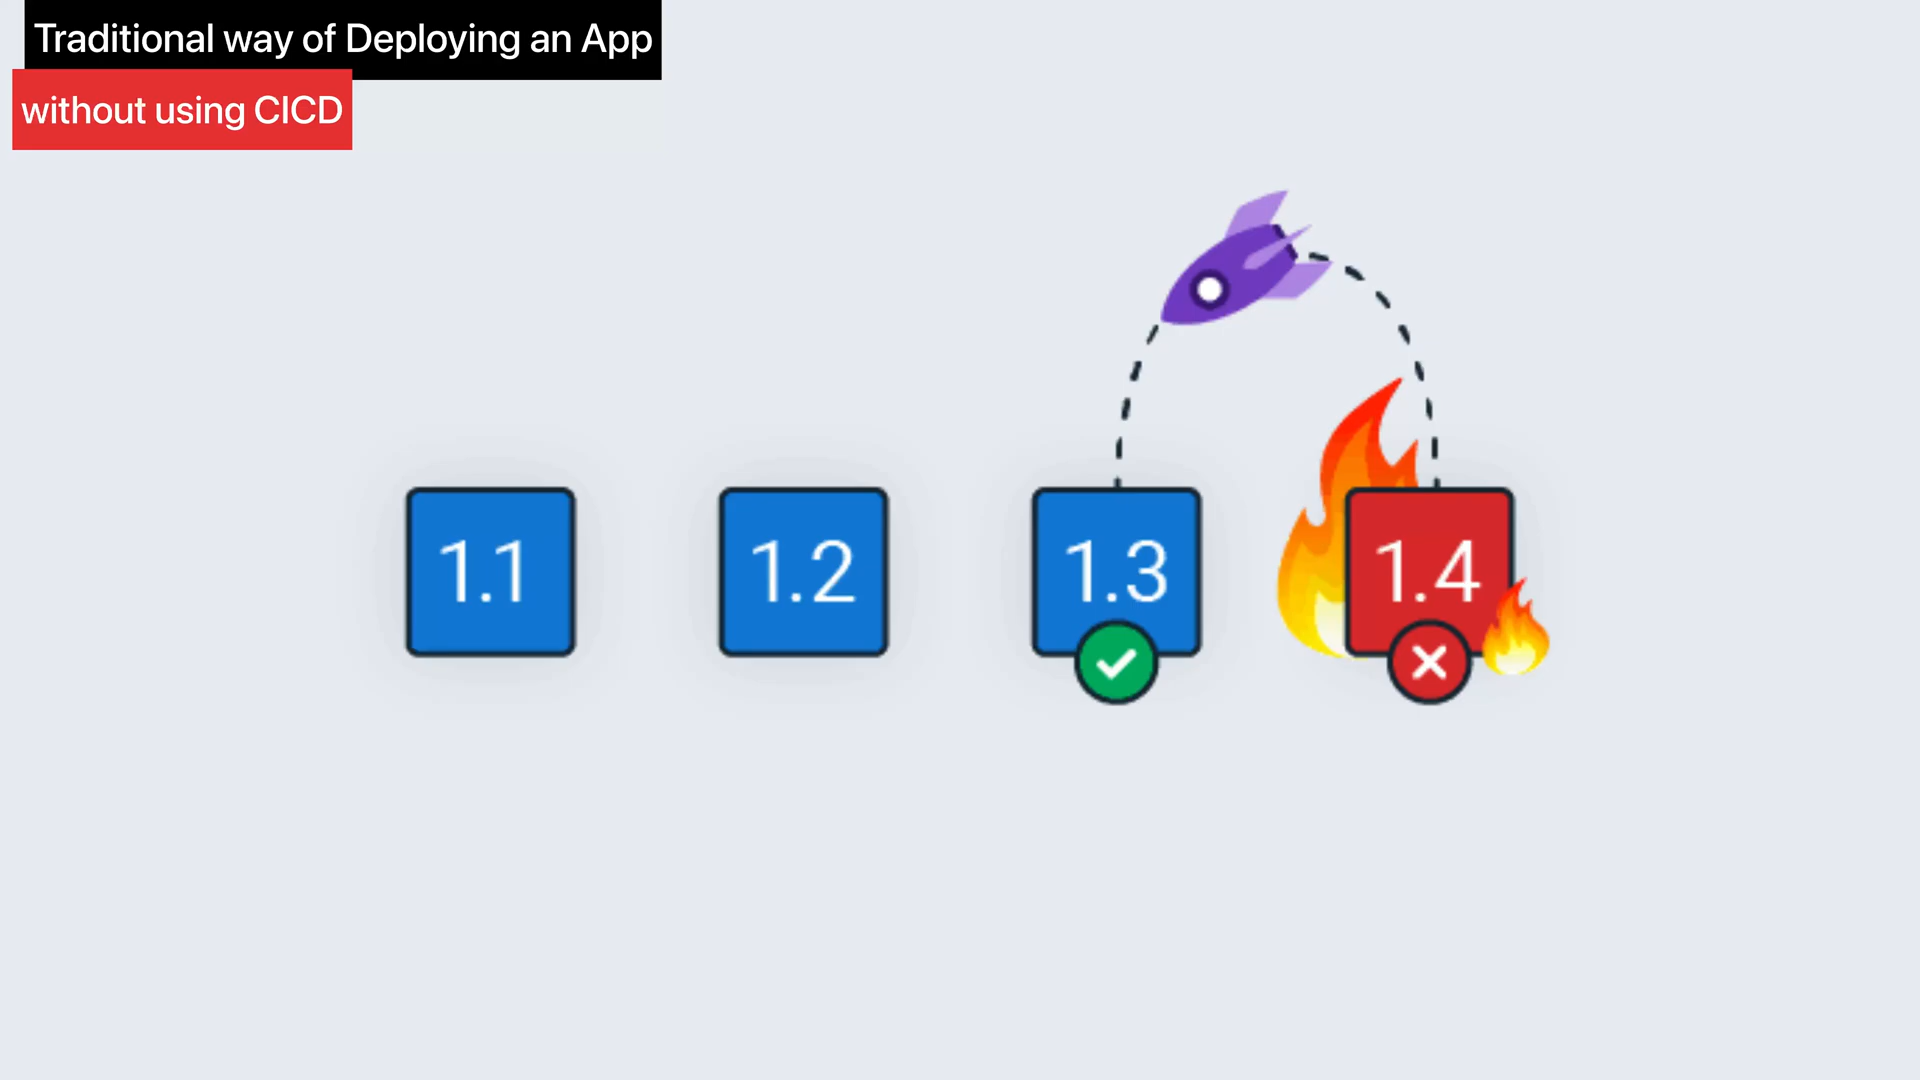 Traditional way of Deploying an App
without using CICD
1.1 1.2 1.3 1.4